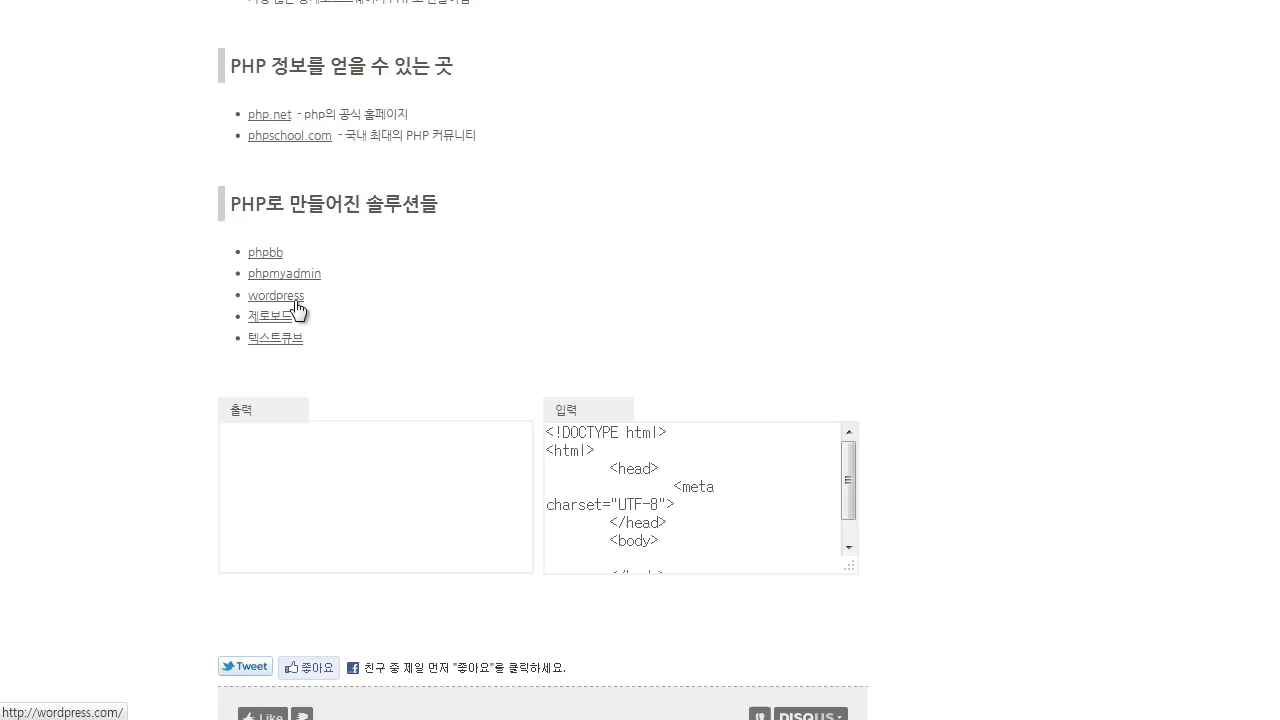 PHP 정보를 얻을 수 있는 곳
php.net - php의 공식 홈페이지
phpschool.com - 국내 최대의 PHP 커뮤니티
PHP로 만들어진 솔루션들
phpbb
phpmyadmin
wordpress
제로보드
텍스트큐브
출력
입력
<!DOCTYPE html>
<html>
<head>
<meta
charset="UTF-8">
</head>
<body>
Tweet 좋아요 친구 중 제일 먼저 "좋아요"을 클릭하세요.
Like DISQUS
http://wordpress.com/